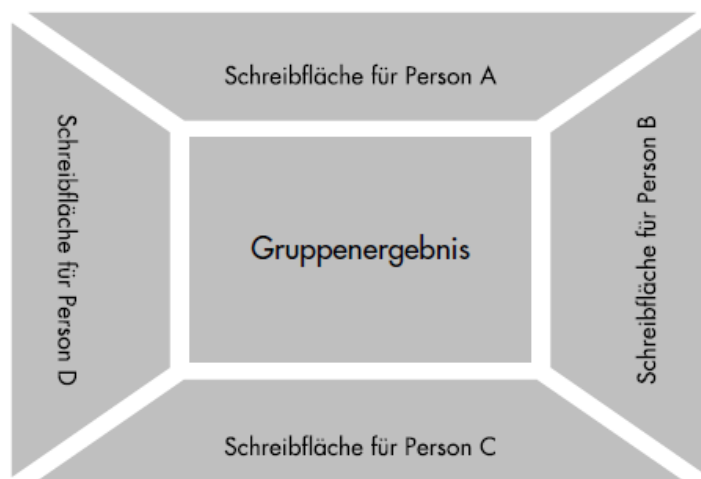 Schreibfläche für Person A
Schreibfläche für Person D
Gruppenergebnis
Schreibfläche für Person B
Schreibfläche für Person C